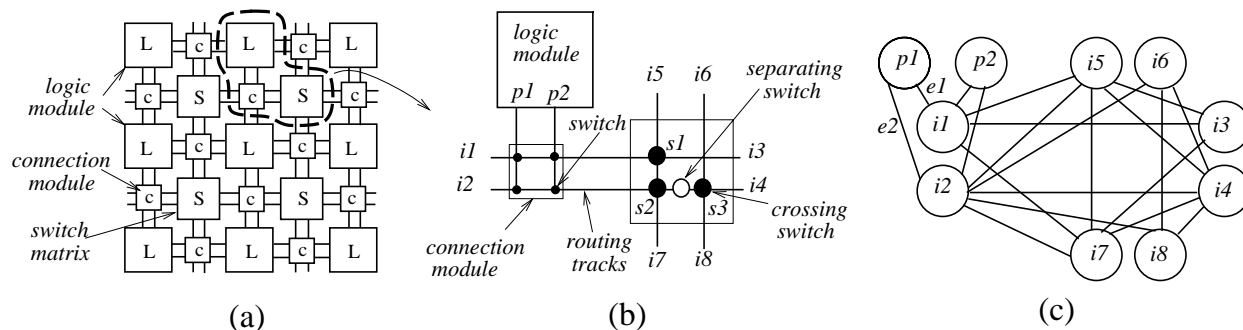 L c L c L
logic
module
c S c S c
L c L c L
connection
module
c S c S c
switch
matrix
L c L c L
(a)
logic
module
p1 p2
i5 i6
separating
switch
switch
s1
i1 i3
i2 i4
s2 s3
crossing
switch
connection
module
routing
tracks
i7 i8
(b)
p1 p2 i5 i6
e1
e2
i1 i3
i2 i4
i7 i8
(c)